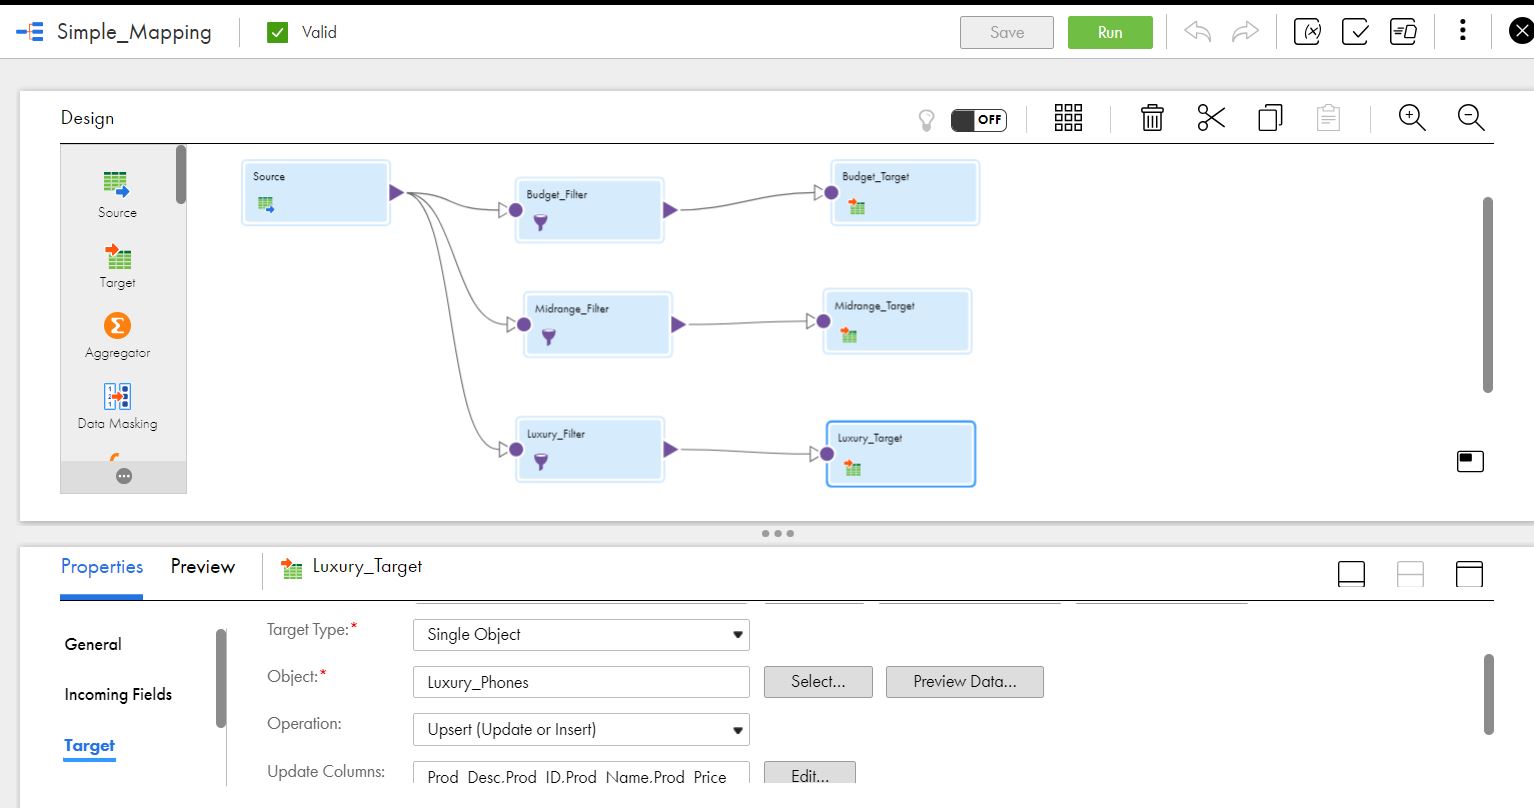 Simple_Mapping
Valid
Save
Run
Design
OFF
Source
Target
Aggregator
Data Masking
Source
Budget_Filter
Budget_Target
Midrange_Filter
Midrange_Target
Luxury_Filter
Luxury_Target
Properties
Preview
Luxury_Target
General
Incoming Fields
Target
Target Type:*
Single Object
Object:*
Luxury_Phones
Select...
Preview Data...
Operation:
Upsert (Update or Insert)
Update Columns:
Prod_Desc,Prod_ID,Prod_Name,Prod_Price
Edit...